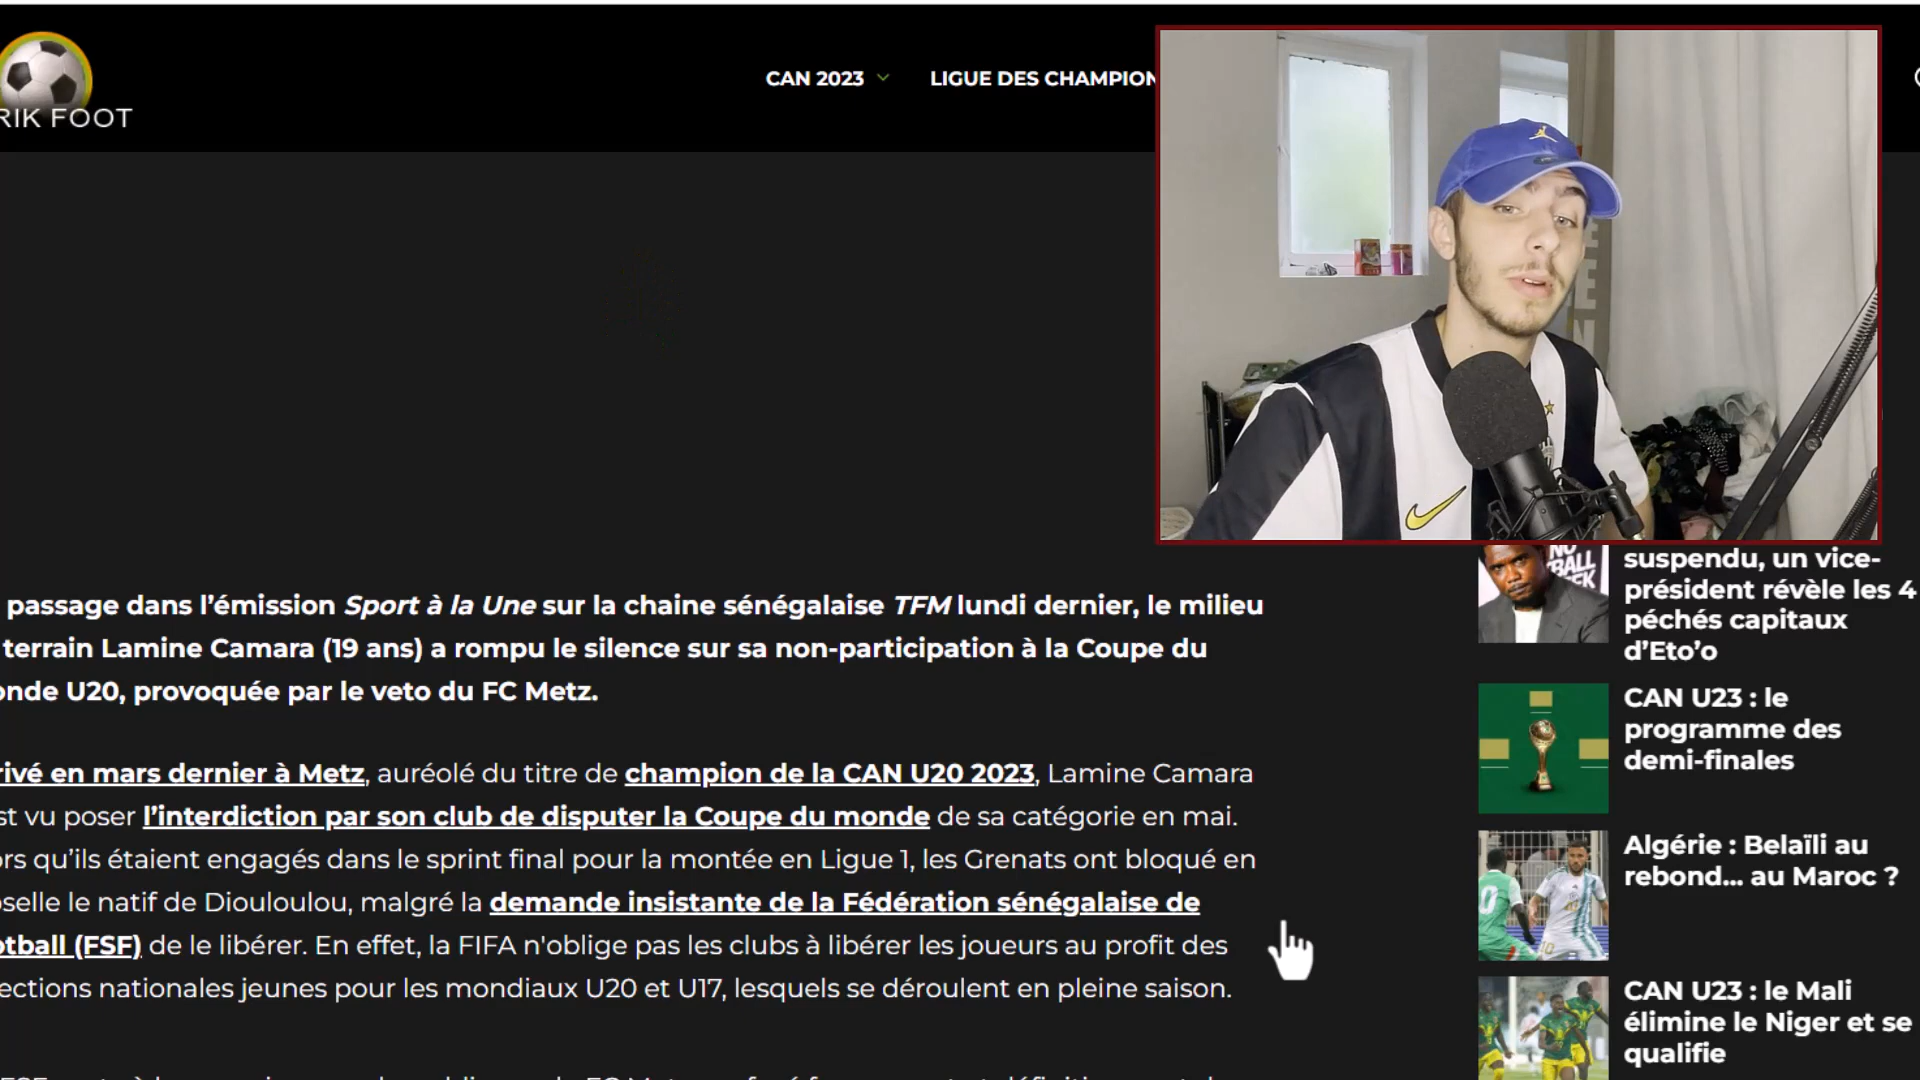 RIK FOOT
CAN 2023
LIGUE DES CHAMPION
passage dans l’émission Sport à la Une sur la chaine sénégalaise TFM lundi dernier, le milieu
terrain Lamine Camara (19 ans) a rompu le silence sur sa non-participation à la Coupe du
onde U20, provoquée par le veto du FC Metz.
rivé en mars dernier à Metz, auréolé du titre de champion de la CAN U20 2023, Lamine Camara
st vu poser l’interdiction par son club de disputer la Coupe du monde de sa catégorie en mai.
ors qu’ils étaient engagés dans le sprint final pour la montée en Ligue 1, les Grenats ont bloqué en
oselle le natif de Diouloulou, malgré la demande insistante de la Fédération sénégalaise de
otball (FSF) de le libérer. En effet, la FIFA n'oblige pas les clubs à libérer les joueurs au profit des
ections nationales jeunes pour les mondiaux U20 et U17, lesquels se déroulent en pleine saison.
suspendu, un vice-
président révèle les 4
péchés capitaux
d’Eto’o
CAN U23 : le
programme des
demi-finales
Algérie : Belaïli au
rebond... au Maroc ?
CAN U23 : le Mali
élimine le Niger et se
qualifie